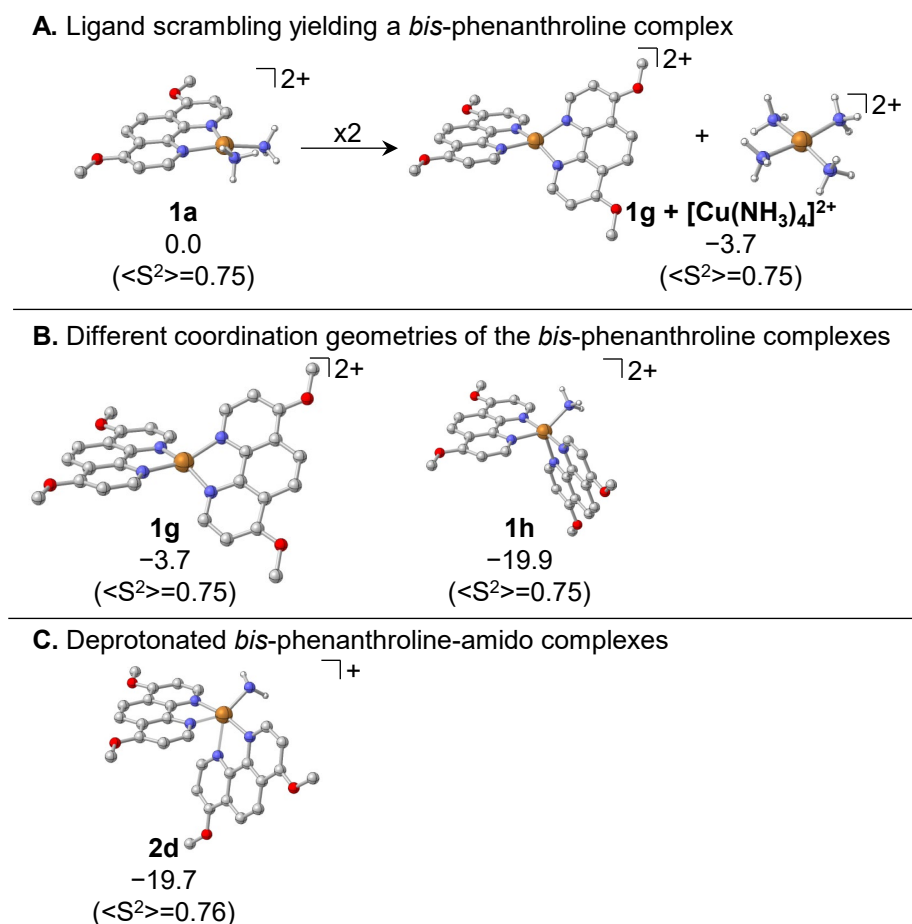 A. Ligand scrambling yielding a bis-phenanthroline complex
2+
2+
2+
x2
+
1a
1g + [Cu(NH₃)₄]²⁺
0.0
−3.7
(<S²>=0.75)
(<S²>=0.75)
B. Different coordination geometries of the bis-phenanthroline complexes
2+
2+
1g
1h
−3.7
−19.9
(<S²>=0.75)
(<S²>=0.75)
C. Deprotonated bis-phenanthroline-amido complexes
+
2d
−19.7
(<S²>=0.76)